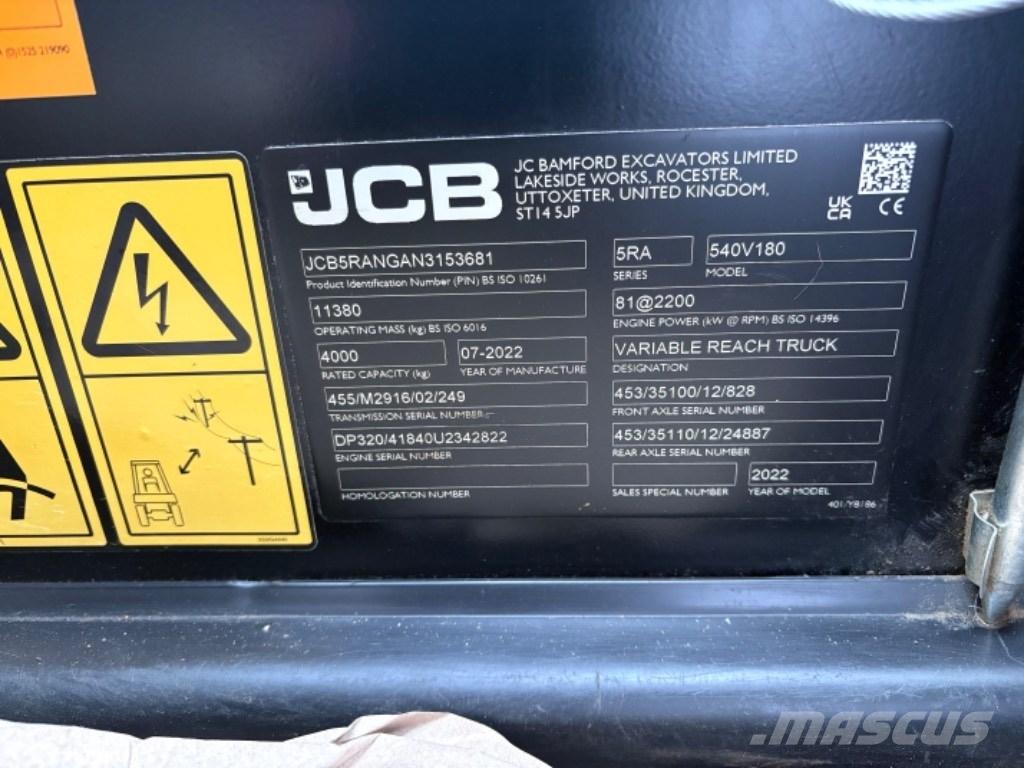 A (0)1525 219090
JCB
JC BAMFORD EXCAVATORS LIMITED
LAKESIDE WORKS, ROCESTER,
UTTOXETER, UNITED KINGDOM,
ST14 5JP
UK
CA
CE
JCB5RANGAN3153681
Product Identification Number (PIN) BS ISO 10261
5RA
SERIES
540V180
MODEL
11380
OPERATING MASS (kg) BS ISO 6016
81@2200
ENGINE POWER (kW @ RPM) BS ISO 14396
4000
RATED CAPACITY (kg)
07-2022
YEAR OF MANUFACTURE
VARIABLE REACH TRUCK
DESIGNATION
455/M2916/02/249
TRANSMISSION SERIAL NUMBER
453/35100/12/828
FRONT AXLE SERIAL NUMBER
DP320/41840U2342822
ENGINE SERIAL NUMBER
453/35110/12/24887
REAR AXLE SERIAL NUMBER
HOMOLOGATION NUMBER
SALES SPECIAL NUMBER
2022
YEAR OF MODEL
401/Y8186
MASCUS